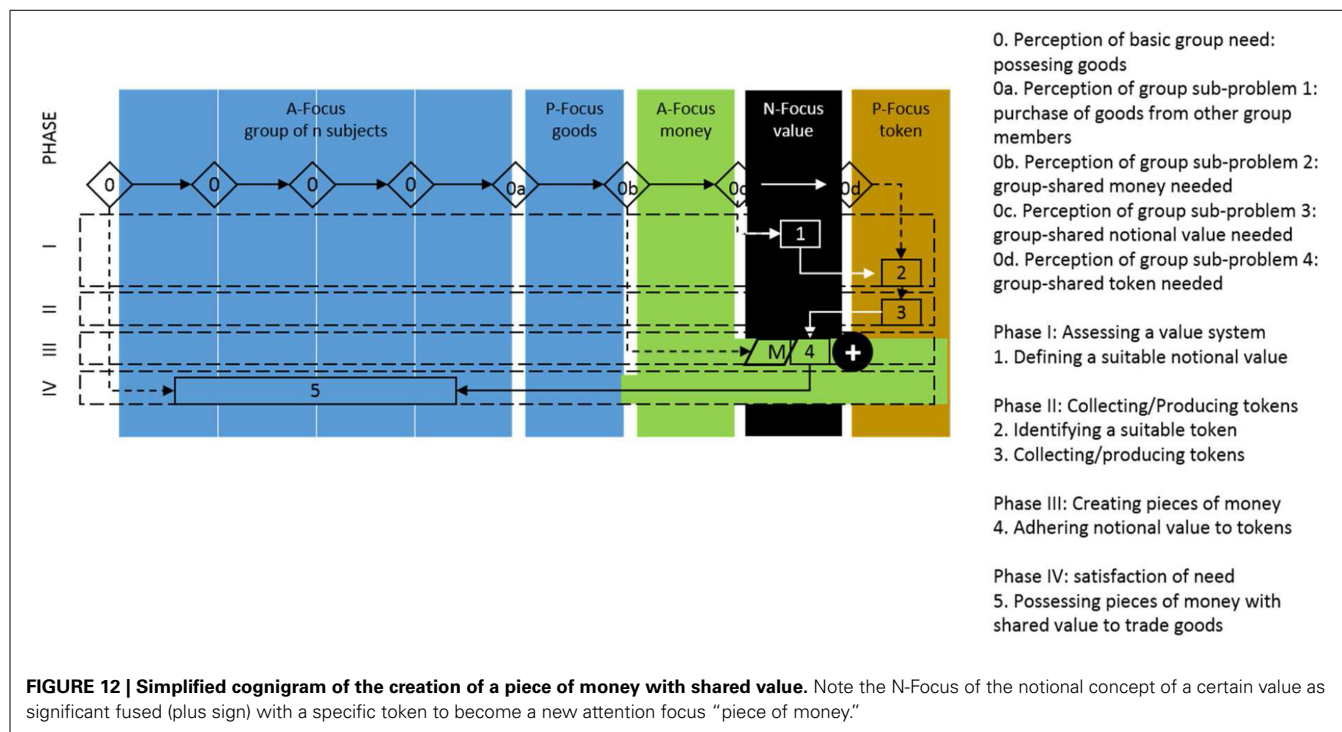 PHASE
A-Focus
group of n subjects
P-Focus
goods
A-Focus
money
N-Focus
value
P-Focus
token
0
0
0
0
0a
0b
0c
0d
I
1
2
II
3
III
M
4
+
IV
5
0. Perception of basic group need:
possesing goods
0a. Perception of group sub-problem 1:
purchase of goods from other group
members
0b. Perception of group sub-problem 2:
group-shared money needed
0c. Perception of group sub-problem 3:
group-shared notional value needed
0d. Perception of group sub-problem 4:
group-shared token needed
Phase I: Assessing a value system
1. Defining a suitable notional value
Phase II: Collecting/Producing tokens
2. Identifying a suitable token
3. Collecting/producing tokens
Phase III: Creating pieces of money
4. Adhering notional value to tokens
Phase IV: satisfaction of need
5. Possessing pieces of money with
shared value to trade goods
FIGURE 12 | Simplified cognigram of the creation of a piece of money with shared value. Note the N-Focus of the notional concept of a certain value as
significant fused (plus sign) with a specific token to become a new attention focus “piece of money.”